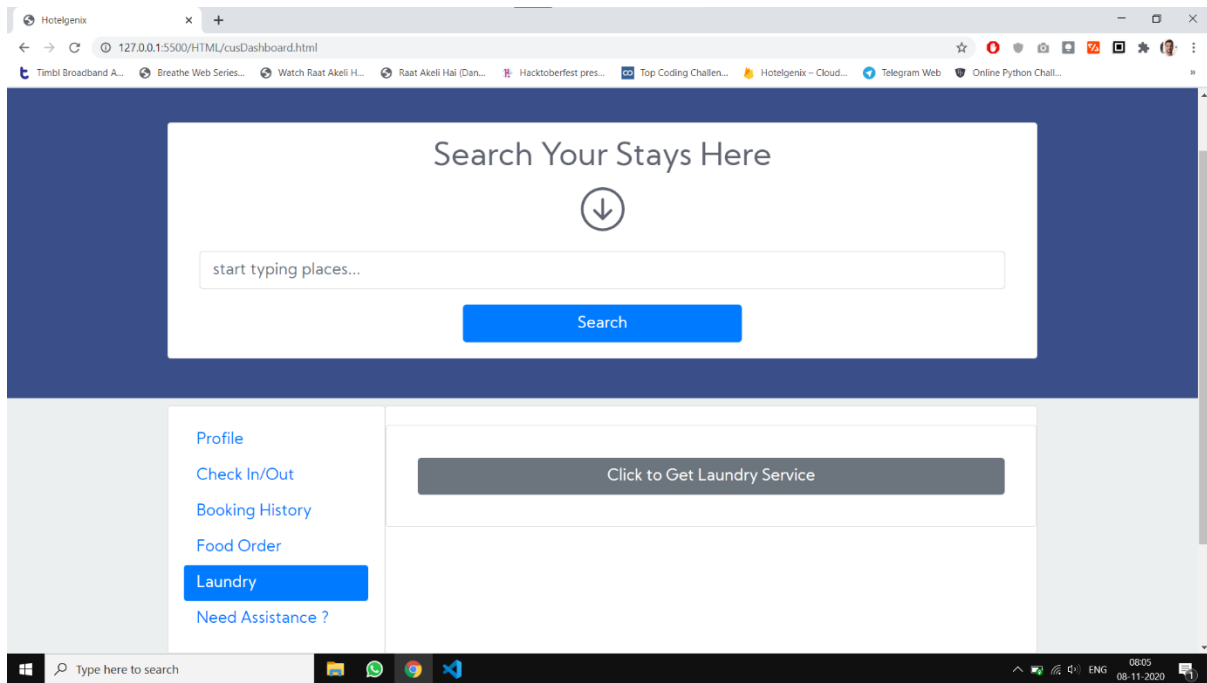 Hotelgenix
127.0.0.1:5500/HTML/cusDashboard.html
Timbl Broadband A... Breathe Web Series... Watch Raat Akeli H... Raat Akeli Hai (Dan... Hacktoberfest pres... Top Coding Challen... Hotelgenix – Cloud... Telegram Web Online Python Chall... »
Search Your Stays Here
start typing places...
Search
Profile
Check In/Out
Booking History
Food Order
Laundry
Need Assistance ?
Click to Get Laundry Service
Type here to search
ENG
08:05
08-11-2020
1